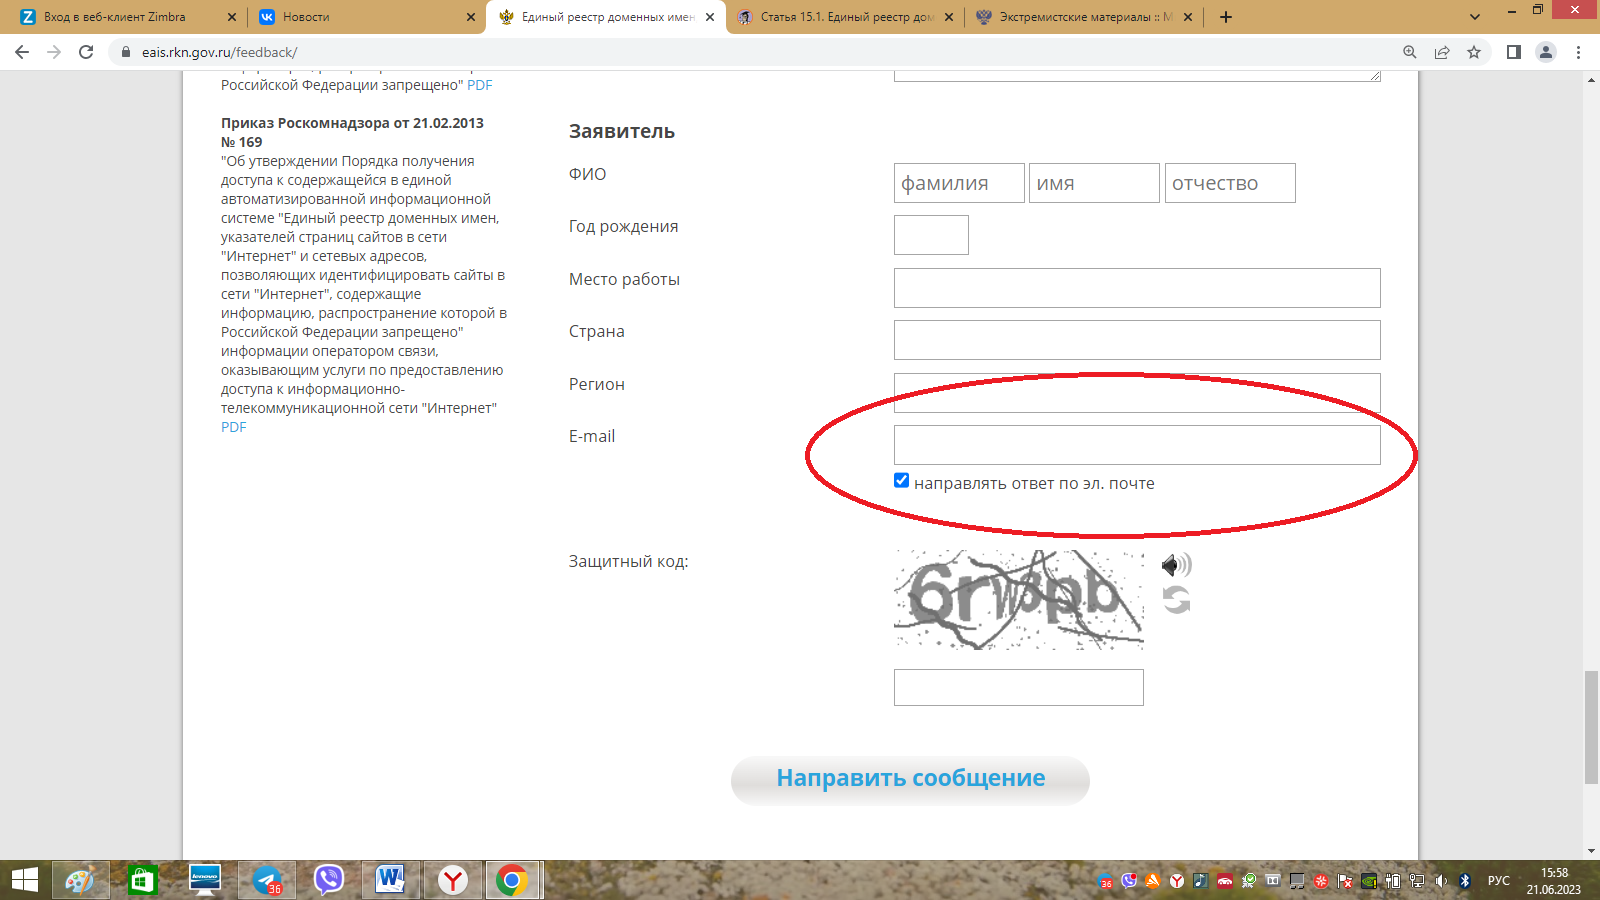 Вход в веб-клиент Zimbra
Новости
Единый реестр доменных имен
Статья 15.1. Единый реестр дом
Экстремистские материалы :: М
eais.rkn.gov.ru/feedback/
Российской Федерации запрещено" PDF
Приказ Роскомнадзора от 21.02.2013
№ 169
"Об утверждении Порядка получения
доступа к содержащейся в единой
автоматизированной информационной
системе "Единый реестр доменных имен,
указателей страниц сайтов в сети
"Интернет" и сетевых адресов,
позволяющих идентифицировать сайты в
сети "Интернет", содержащие
информацию, распространение которой в
Российской Федерации запрещено"
информации оператором связи,
оказывающим услуги по предоставлению
доступа к информационно-
телекоммуникационной сети "Интернет"
PDF
Заявитель
ФИО
фамилия имя отчество
Год рождения
Место работы
Страна
Регион
E-mail
направлять ответ по эл. почте
Защитный код:
Направить сообщение
36
36
РУС
15:58
21.06.2023